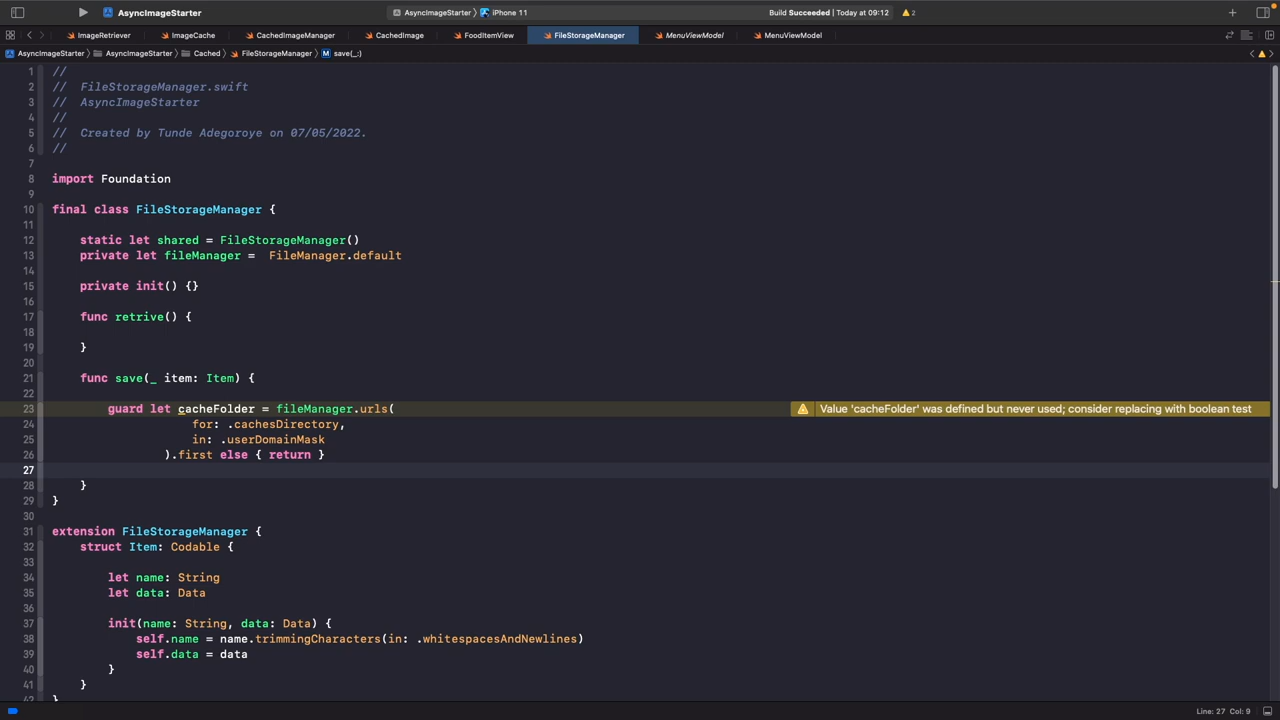 AsyncImageStarter
AsyncImageStarter 〉 iPhone 11
Build Succeeded | Today at 09:12
2
ImageRetriever
ImageCache
CachedImageManager
CachedImage
FoodItemView
FileStorageManager
MenuViewModel
MenuViewModel
AsyncImageStarter 〉 AsyncImageStarter 〉 Cached 〉 FileStorageManager 〉 M save(_:)
1 //
2 //  FileStorageManager.swift
3 //  AsyncImageStarter
4 //
5 //  Created by Tunde Adegoroye on 07/05/2022.
6 //
7
8 import Foundation
9
10 final class FileStorageManager {
11
12     static let shared = FileStorageManager()
13     private let fileManager =  FileManager.default
14
15     private init() {}
16
17     func retrive() {
18
19     }
20
21     func save(_ item: Item) {
22
23         guard let cacheFolder = fileManager.urls(
Value 'cacheFolder' was defined but never used; consider replacing with boolean test
24                     for: .cachesDirectory,
25                     in: .userDomainMask
26                 ).first else { return }
27
28     }
29 }
30
31 extension FileStorageManager {
32     struct Item: Codable {
33
34         let name: String
35         let data: Data
36
37         init(name: String, data: Data) {
38             self.name = name.trimmingCharacters(in: .whitespacesAndNewlines)
39             self.data = data
40         }
41     }
42 }
Line: 27 Col: 9